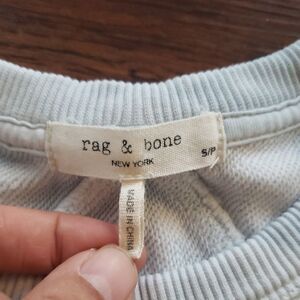 rag & bone
NEW YORK
S/P
MADE IN CHINA